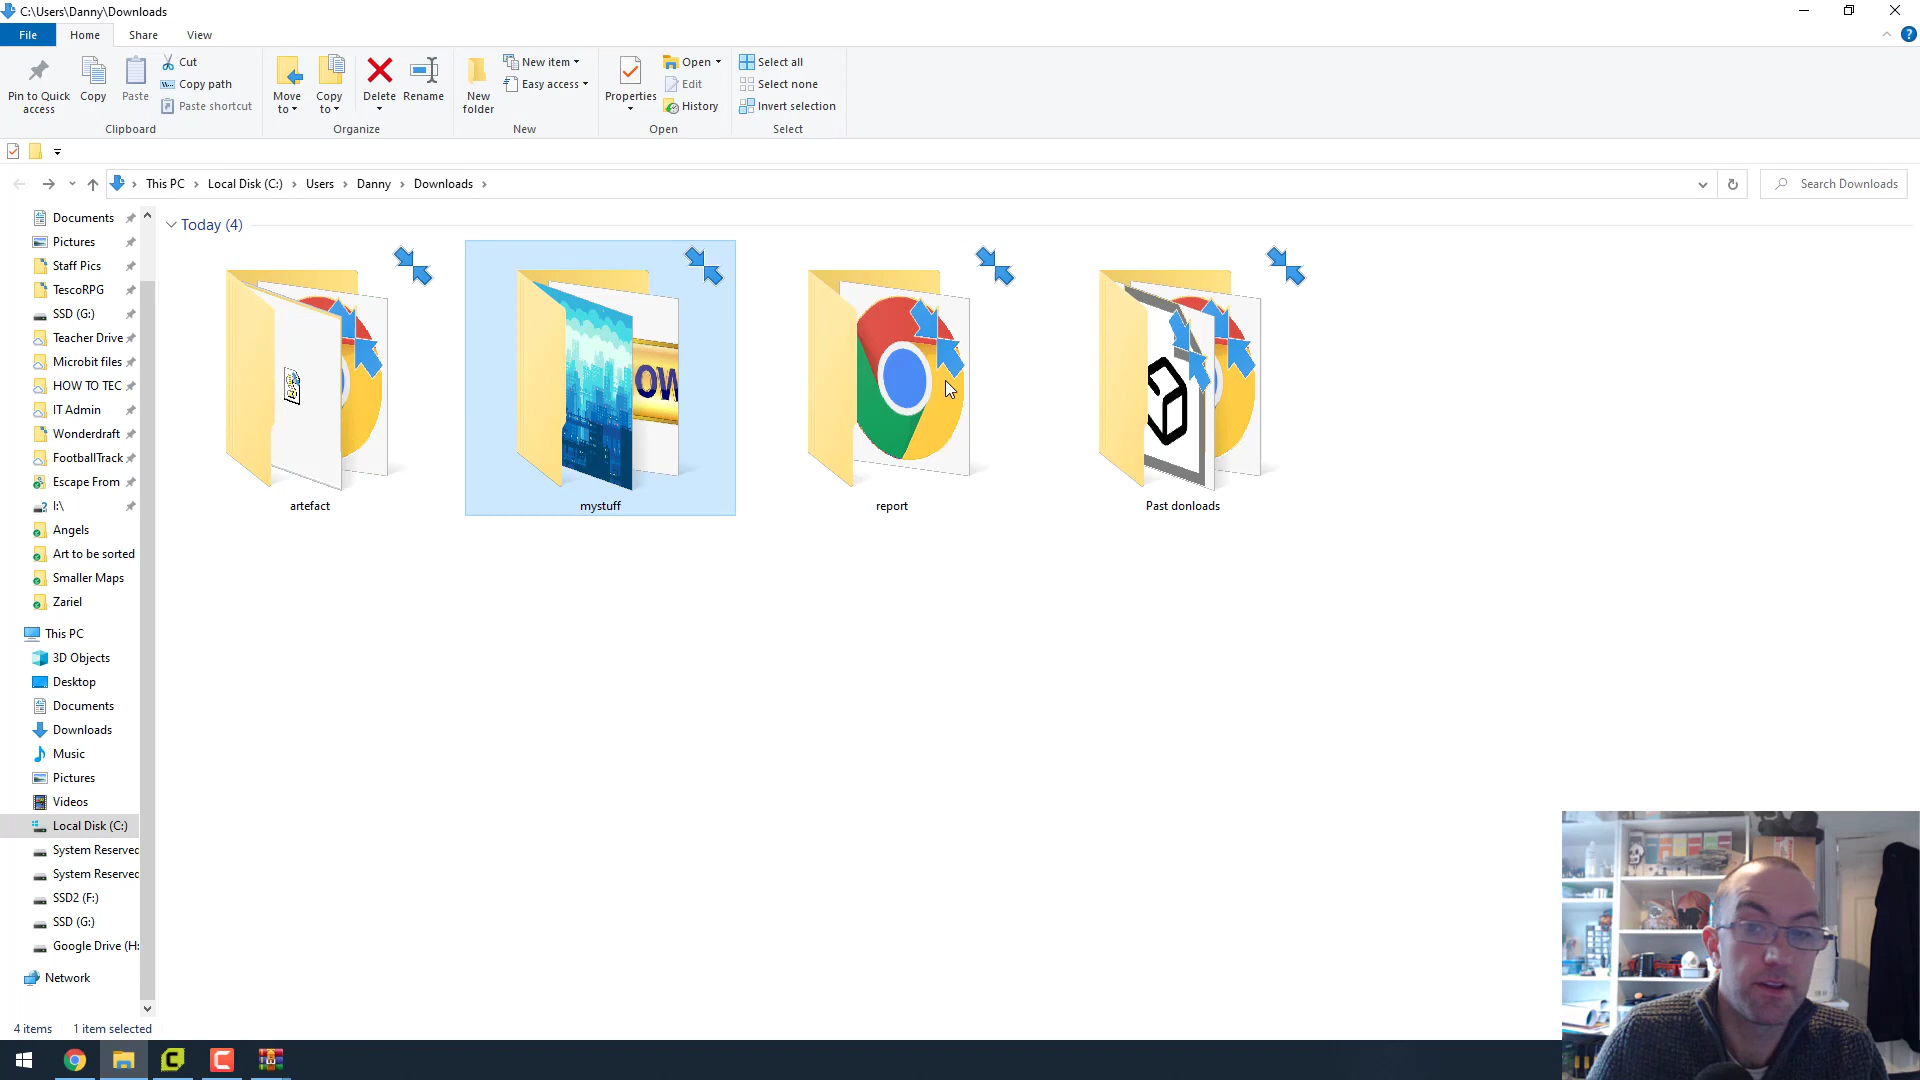 C:\Users\Danny\Downloads
File Home Share View
Pin to Quick access
Copy
Paste
Cut
Copy path
Paste shortcut
Clipboard
Move to
Copy to
Delete
Rename
Organize
New folder
New item
Easy access
New
Properties
Open
Edit
History
Open
Select all
Select none
Invert selection
Select
This PC > Local Disk (C:) > Users > Danny > Downloads >
Search Downloads
Documents
Pictures
Staff Pics
TescoRPG
SSD (G:)
Teacher Drive
Microbit files
HOW TO TEC
IT Admin
Wonderdraft
FootballTrack
Escape From
I:\
Angels
Art to be sorted
Smaller Maps
Zariel
This PC
3D Objects
Desktop
Documents
Downloads
Music
Pictures
Videos
Local Disk (C:)
System Reserved
System Reserved
SSD2 (F:)
SSD (G:)
Google Drive (H:
Network
Today (4)
OW
artefact
mystuff
report
Past donloads
4 items 1 item selected